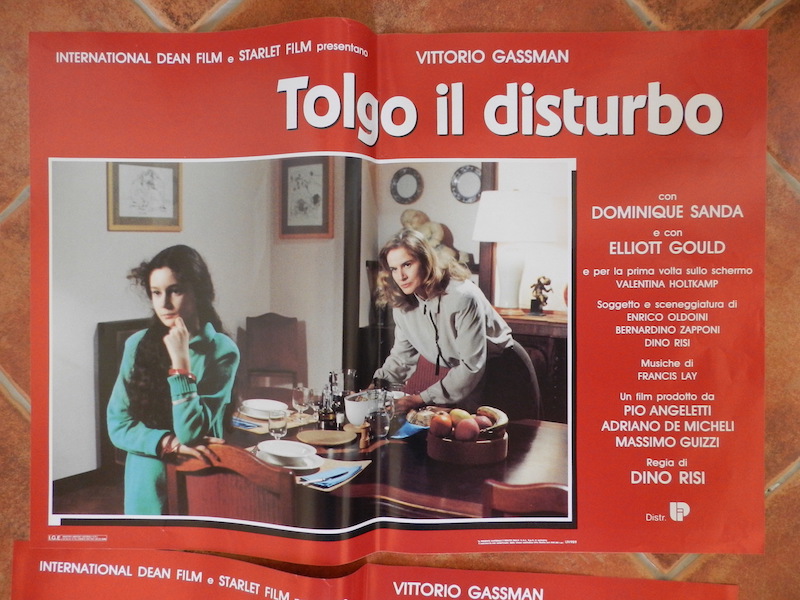 INTERNATIONAL DEAN FILM e STARLET FILM presentano
VITTORIO GASSMAN
Tolgo il disturbo
con
DOMINIQUE SANDA
e con
ELLIOTT GOULD
e per la prima volta sullo schermo
VALENTINA HOLTKAMP
Soggetto e sceneggiatura di
ENRICO OLDOINI
BERNARDINO ZAPPONI
DINO RISI
Musiche di
FRANCIS LAY
Un film prodotto da
PIO ANGELETTI
ADRIANO DE MICHELI
MASSIMO GUIZZI
Regia di
DINO RISI
Distr.
I.G.E.
INTERNATIONAL DEAN FILM e STARLET FILM
VITTORIO GASSMAN